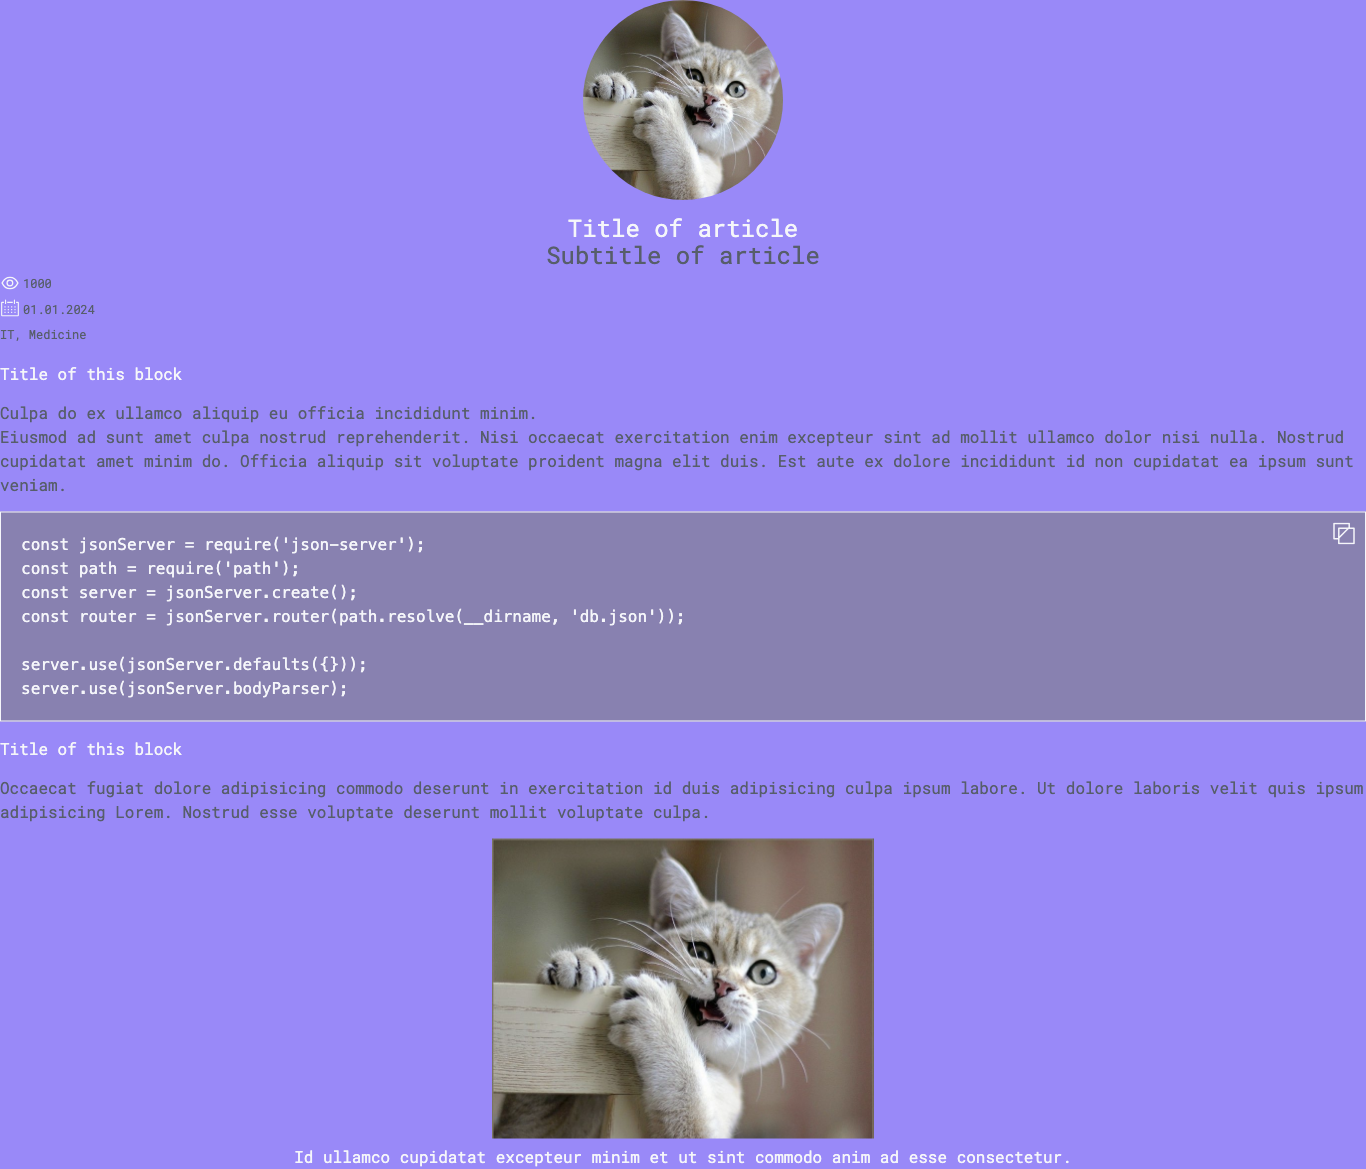 Title of article
Subtitle of article
1000
01.01.2024
IT, Medicine
Title of this block
Culpa do ex ullamco aliquip eu officia incididunt minim.
Eiusmod ad sunt amet culpa nostrud reprehenderit. Nisi occaecat exercitation enim excepteur sint ad mollit ullamco dolor nisi nulla. Nostrud
cupidatat amet minim do. Officia aliquip sit voluptate proident magna elit duis. Est aute ex dolore incididunt id non cupidatat ea ipsum sunt
veniam.
const jsonServer = require('json-server');
const path = require('path');
const server = jsonServer.create();
const router = jsonServer.router(path.resolve(__dirname, 'db.json'));
server.use(jsonServer.defaults({}));
server.use(jsonServer.bodyParser);
Title of this block
Occaecat fugiat dolore adipisicing commodo deserunt in exercitation id duis adipisicing culpa ipsum labore. Ut dolore laboris velit quis ipsum
adipisicing Lorem. Nostrud esse voluptate deserunt mollit voluptate culpa.
Id ullamco cupidatat excepteur minim et ut sint commodo anim ad esse consectetur.